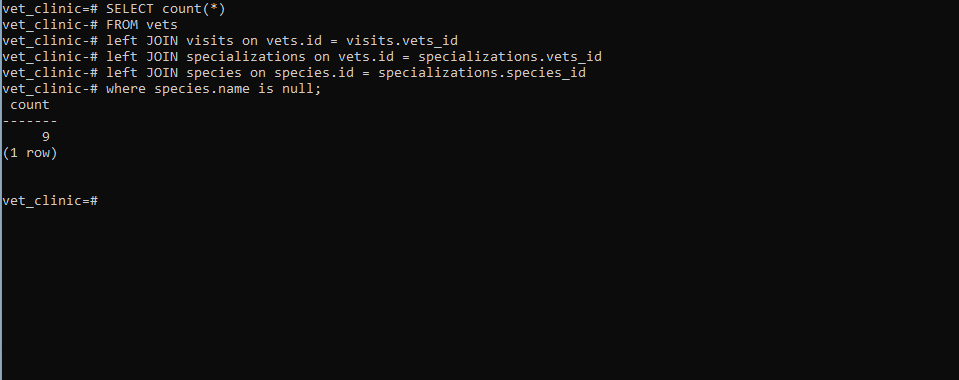 vet_clinic=# SELECT count(*)
vet_clinic-# FROM vets
vet_clinic-# left JOIN visits on vets.id = visits.vets_id
vet_clinic-# left JOIN specializations on vets.id = specializations.vets_id
vet_clinic-# left JOIN species on species.id = specializations.species_id
vet_clinic-# where species.name is null;
 count
-------
     9
(1 row)
vet_clinic=#